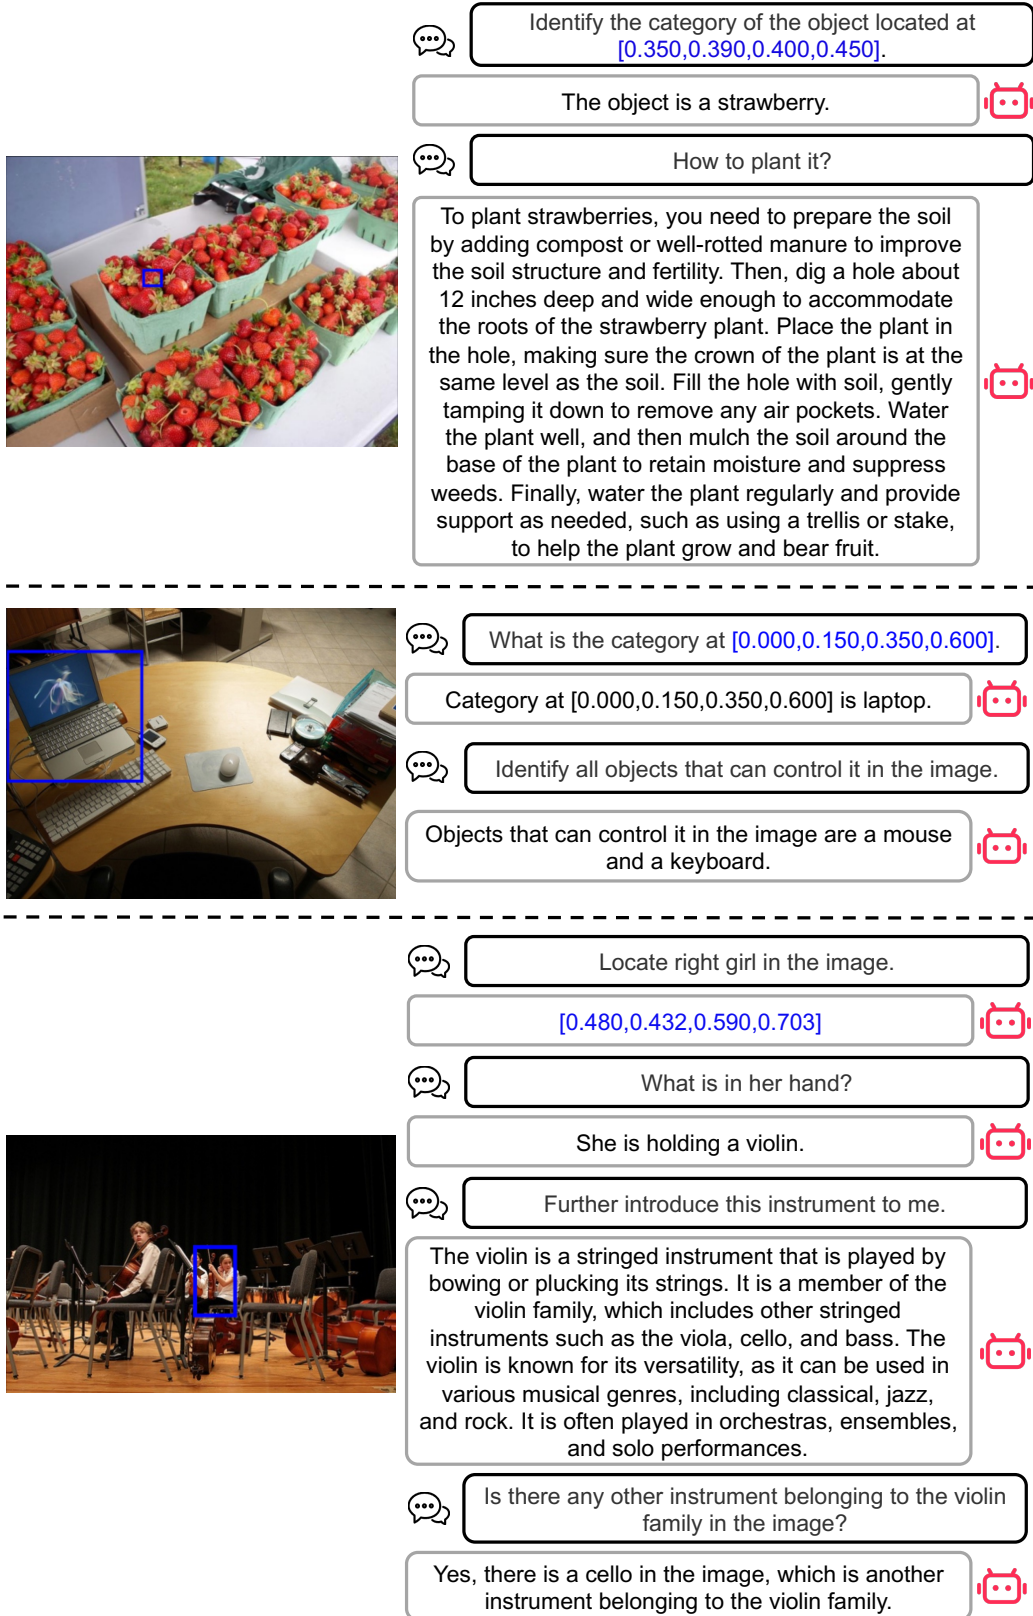 Identify the category of the object located at
[0.350,0.390,0.400,0.450].
The object is a strawberry.
How to plant it?
To plant strawberries, you need to prepare the soil
by adding compost or well-rotted manure to improve
the soil structure and fertility. Then, dig a hole about
12 inches deep and wide enough to accommodate
the roots of the strawberry plant. Place the plant in
the hole, making sure the crown of the plant is at the
same level as the soil. Fill the hole with soil, gently
tamping it down to remove any air pockets. Water
the plant well, and then mulch the soil around the
base of the plant to retain moisture and suppress
weeds. Finally, water the plant regularly and provide
support as needed, such as using a trellis or stake,
to help the plant grow and bear fruit.
What is the category at [0.000,0.150,0.350,0.600].
Category at [0.000,0.150,0.350,0.600] is laptop.
Identify all objects that can control it in the image.
Objects that can control it in the image are a mouse
and a keyboard.
Locate right girl in the image.
[0.480,0.432,0.590,0.703]
What is in her hand?
She is holding a violin.
Further introduce this instrument to me.
The violin is a stringed instrument that is played by
bowing or plucking its strings. It is a member of the
violin family, which includes other stringed
instruments such as the viola, cello, and bass. The
violin is known for its versatility, as it can be used in
various musical genres, including classical, jazz,
and rock. It is often played in orchestras, ensembles,
and solo performances.
Is there any other instrument belonging to the violin
family in the image?
Yes, there is a cello in the image, which is another
instrument belonging to the violin family.